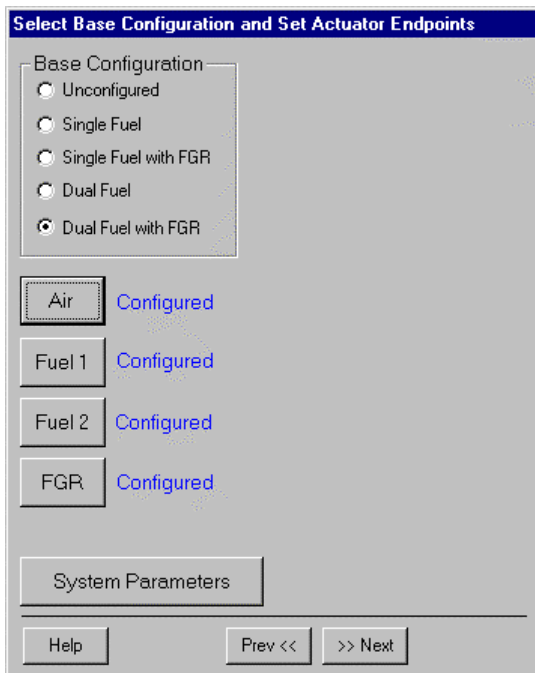 Select Base Configuration and Set Actuator Endpoints
Base Configuration
Unconfigured
Single Fuel
Single Fuel with FGR
Dual Fuel
Dual Fuel with FGR
Air Configured
Fuel 1 Configured
Fuel 2 Configured
FGR Configured
System Parameters
Help Prev << >> Next